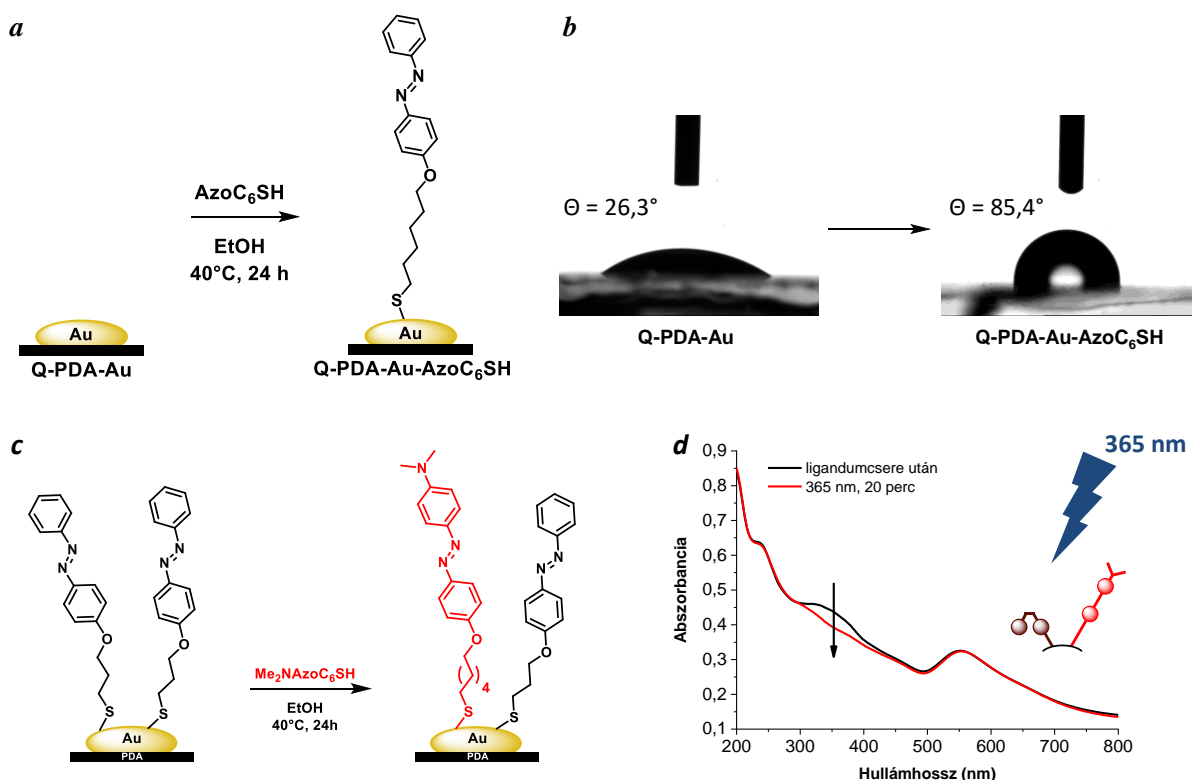 a
N
N
O
S
AzoC₆SH
EtOH
40°C, 24 h
Au
Q-PDA-Au
Au
Q-PDA-Au-AzoC₆SH
b
Θ = 26,3°
Θ = 85,4°
Q-PDA-Au
Q-PDA-Au-AzoC₆SH
c
N
N
O
S
N
N
O
S
Au
PDA
Me₂NAzoC₆SH
EtOH
40°C, 24h
N
N
N
O
4
S
N
N
O
S
Au
PDA
d
365 nm
ligandumcsere után
365 nm, 20 perc
Abszorbancia
0,9
0,8
0,7
0,6
0,5
0,4
0,3
0,2
0,1
200 300 400 500 600 700 800
Hullámhossz (nm)